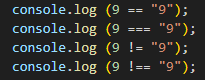 console.log (9 == "9");
console.log (9 === "9");
console.log (9 != "9");
console.log (9 !== "9");